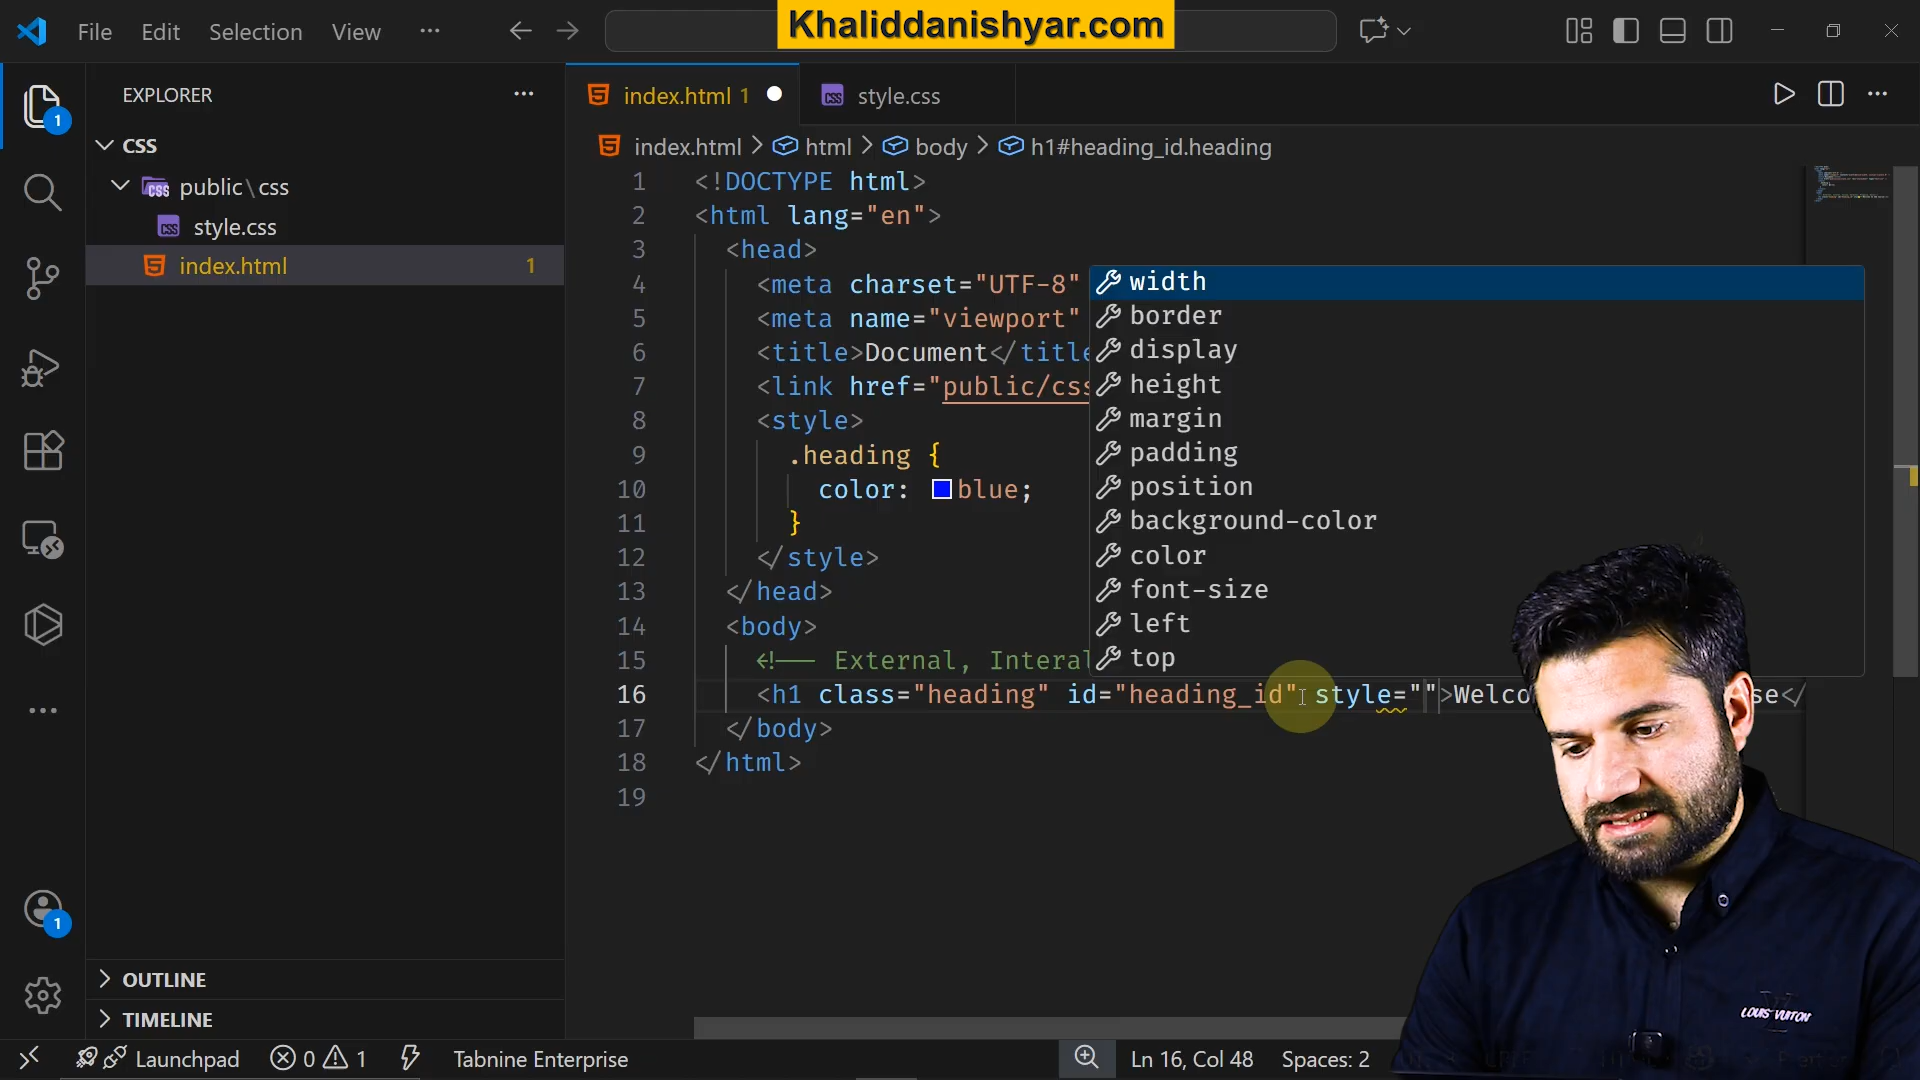 Khaliddanishyar.com
File Edit Selection View
EXPLORER
CSS
public\css
style.css
index.html 1
OUTLINE
TIMELINE
1
1
index.html 1 style.css
index.html > html > body > h1#heading_id.heading
1 <!DOCTYPE html>
2 <html lang="en">
3 <head>
4 <meta charset="UTF-8"
5 <meta name="viewport"
6 <title>Document</title
7 <link href="public/css
8 <style>
9 .heading {
10 color: blue;
11 }
12 </style>
13 </head>
14 <body>
15 <!-- External, Interal
16 <h1 class="heading" id="heading_id" style="">Welco se</
17 </body>
18 </html>
19
width
border
display
height
margin
padding
position
background-color
color
font-size
left
top
LOUIS VUITTON
Launchpad 0 1 Tabnine Enterprise Ln 16, Col 48 Spaces: 2